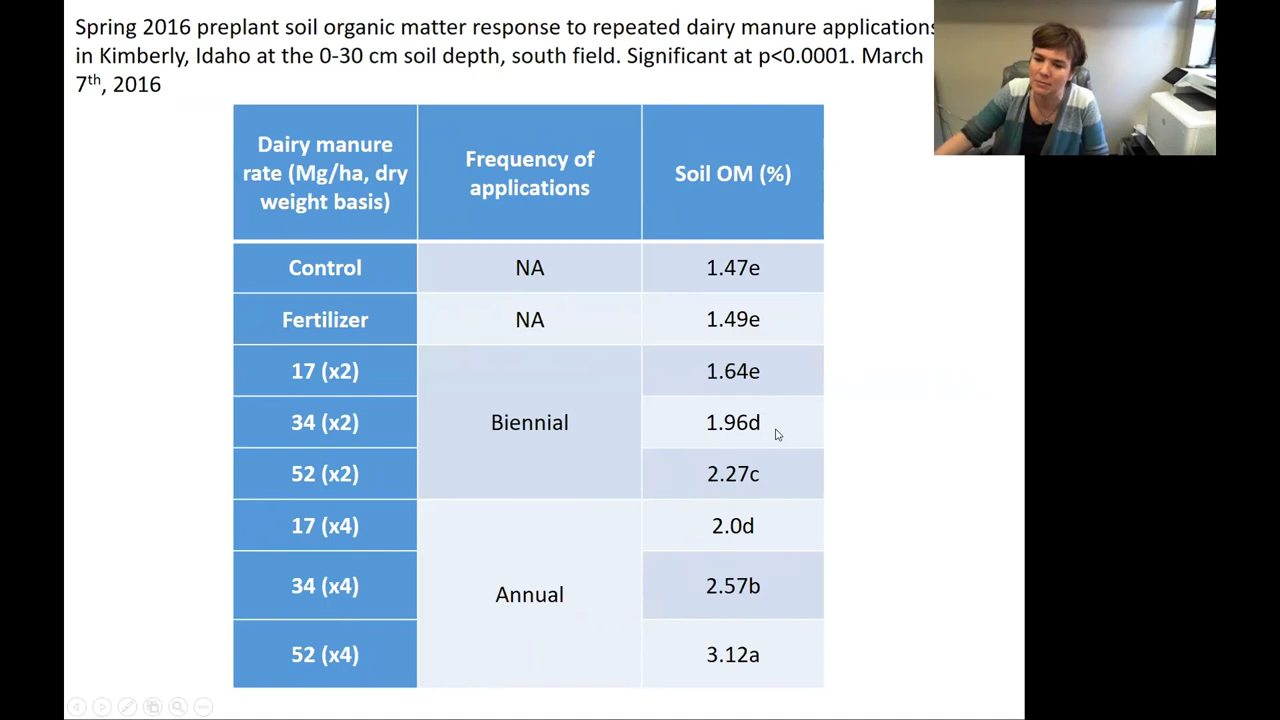 Spring 2016 preplant soil organic matter response to repeated dairy manure applications
in Kimberly, Idaho at the 0-30 cm soil depth, south field. Significant at p<0.0001. March
7th, 2016
Dairy manure
rate (Mg/ha, dry
weight basis)
Frequency of
applications
Soil OM (%)
Control
NA
1.47e
Fertilizer
NA
1.49e
17 (x2)
Biennial
1.64e
34 (x2)
1.96d
52 (x2)
2.27c
17 (x4)
Annual
2.0d
34 (x4)
2.57b
52 (x4)
3.12a